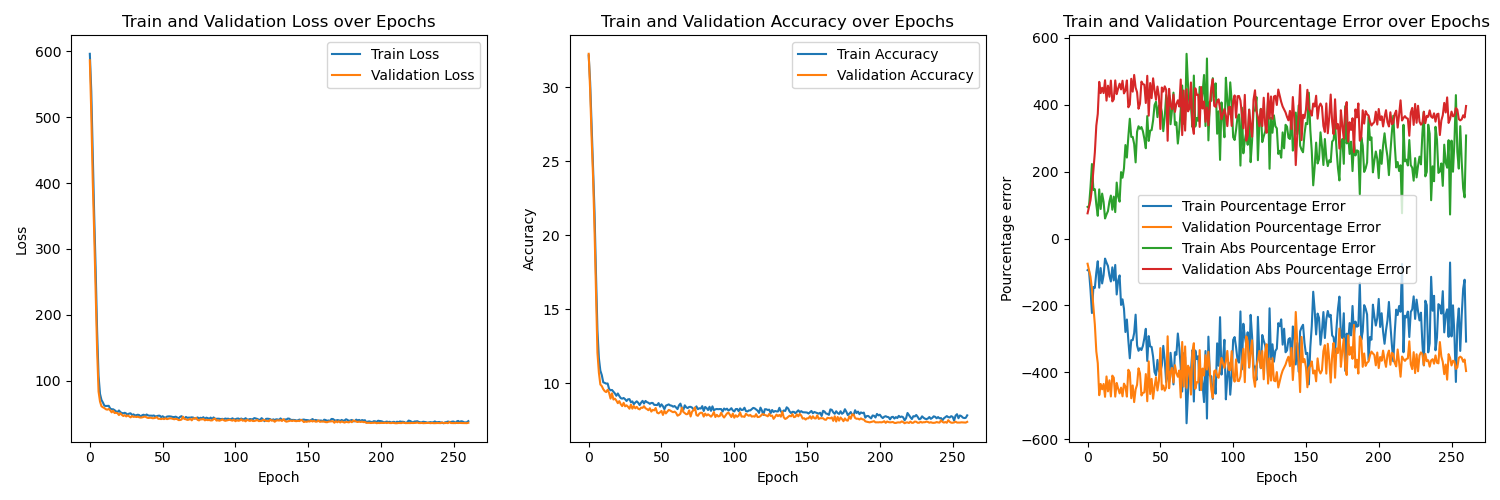 Train and Validation Loss over Epochs
600
500
400
300
200
100
Loss
0
50
100
150
200
250
Epoch
Train Loss
Validation Loss
Train and Validation Accuracy over Epochs
30
25
20
15
10
Accuracy
0
50
100
150
200
250
Epoch
Train Accuracy
Validation Accuracy
Train and Validation Pourcentage Error over Epochs
600
400
200
0
−200
−400
−600
Pourcentage error
0
50
100
150
200
250
Epoch
Train Pourcentage Error
Validation Pourcentage Error
Train Abs Pourcentage Error
Validation Abs Pourcentage Error